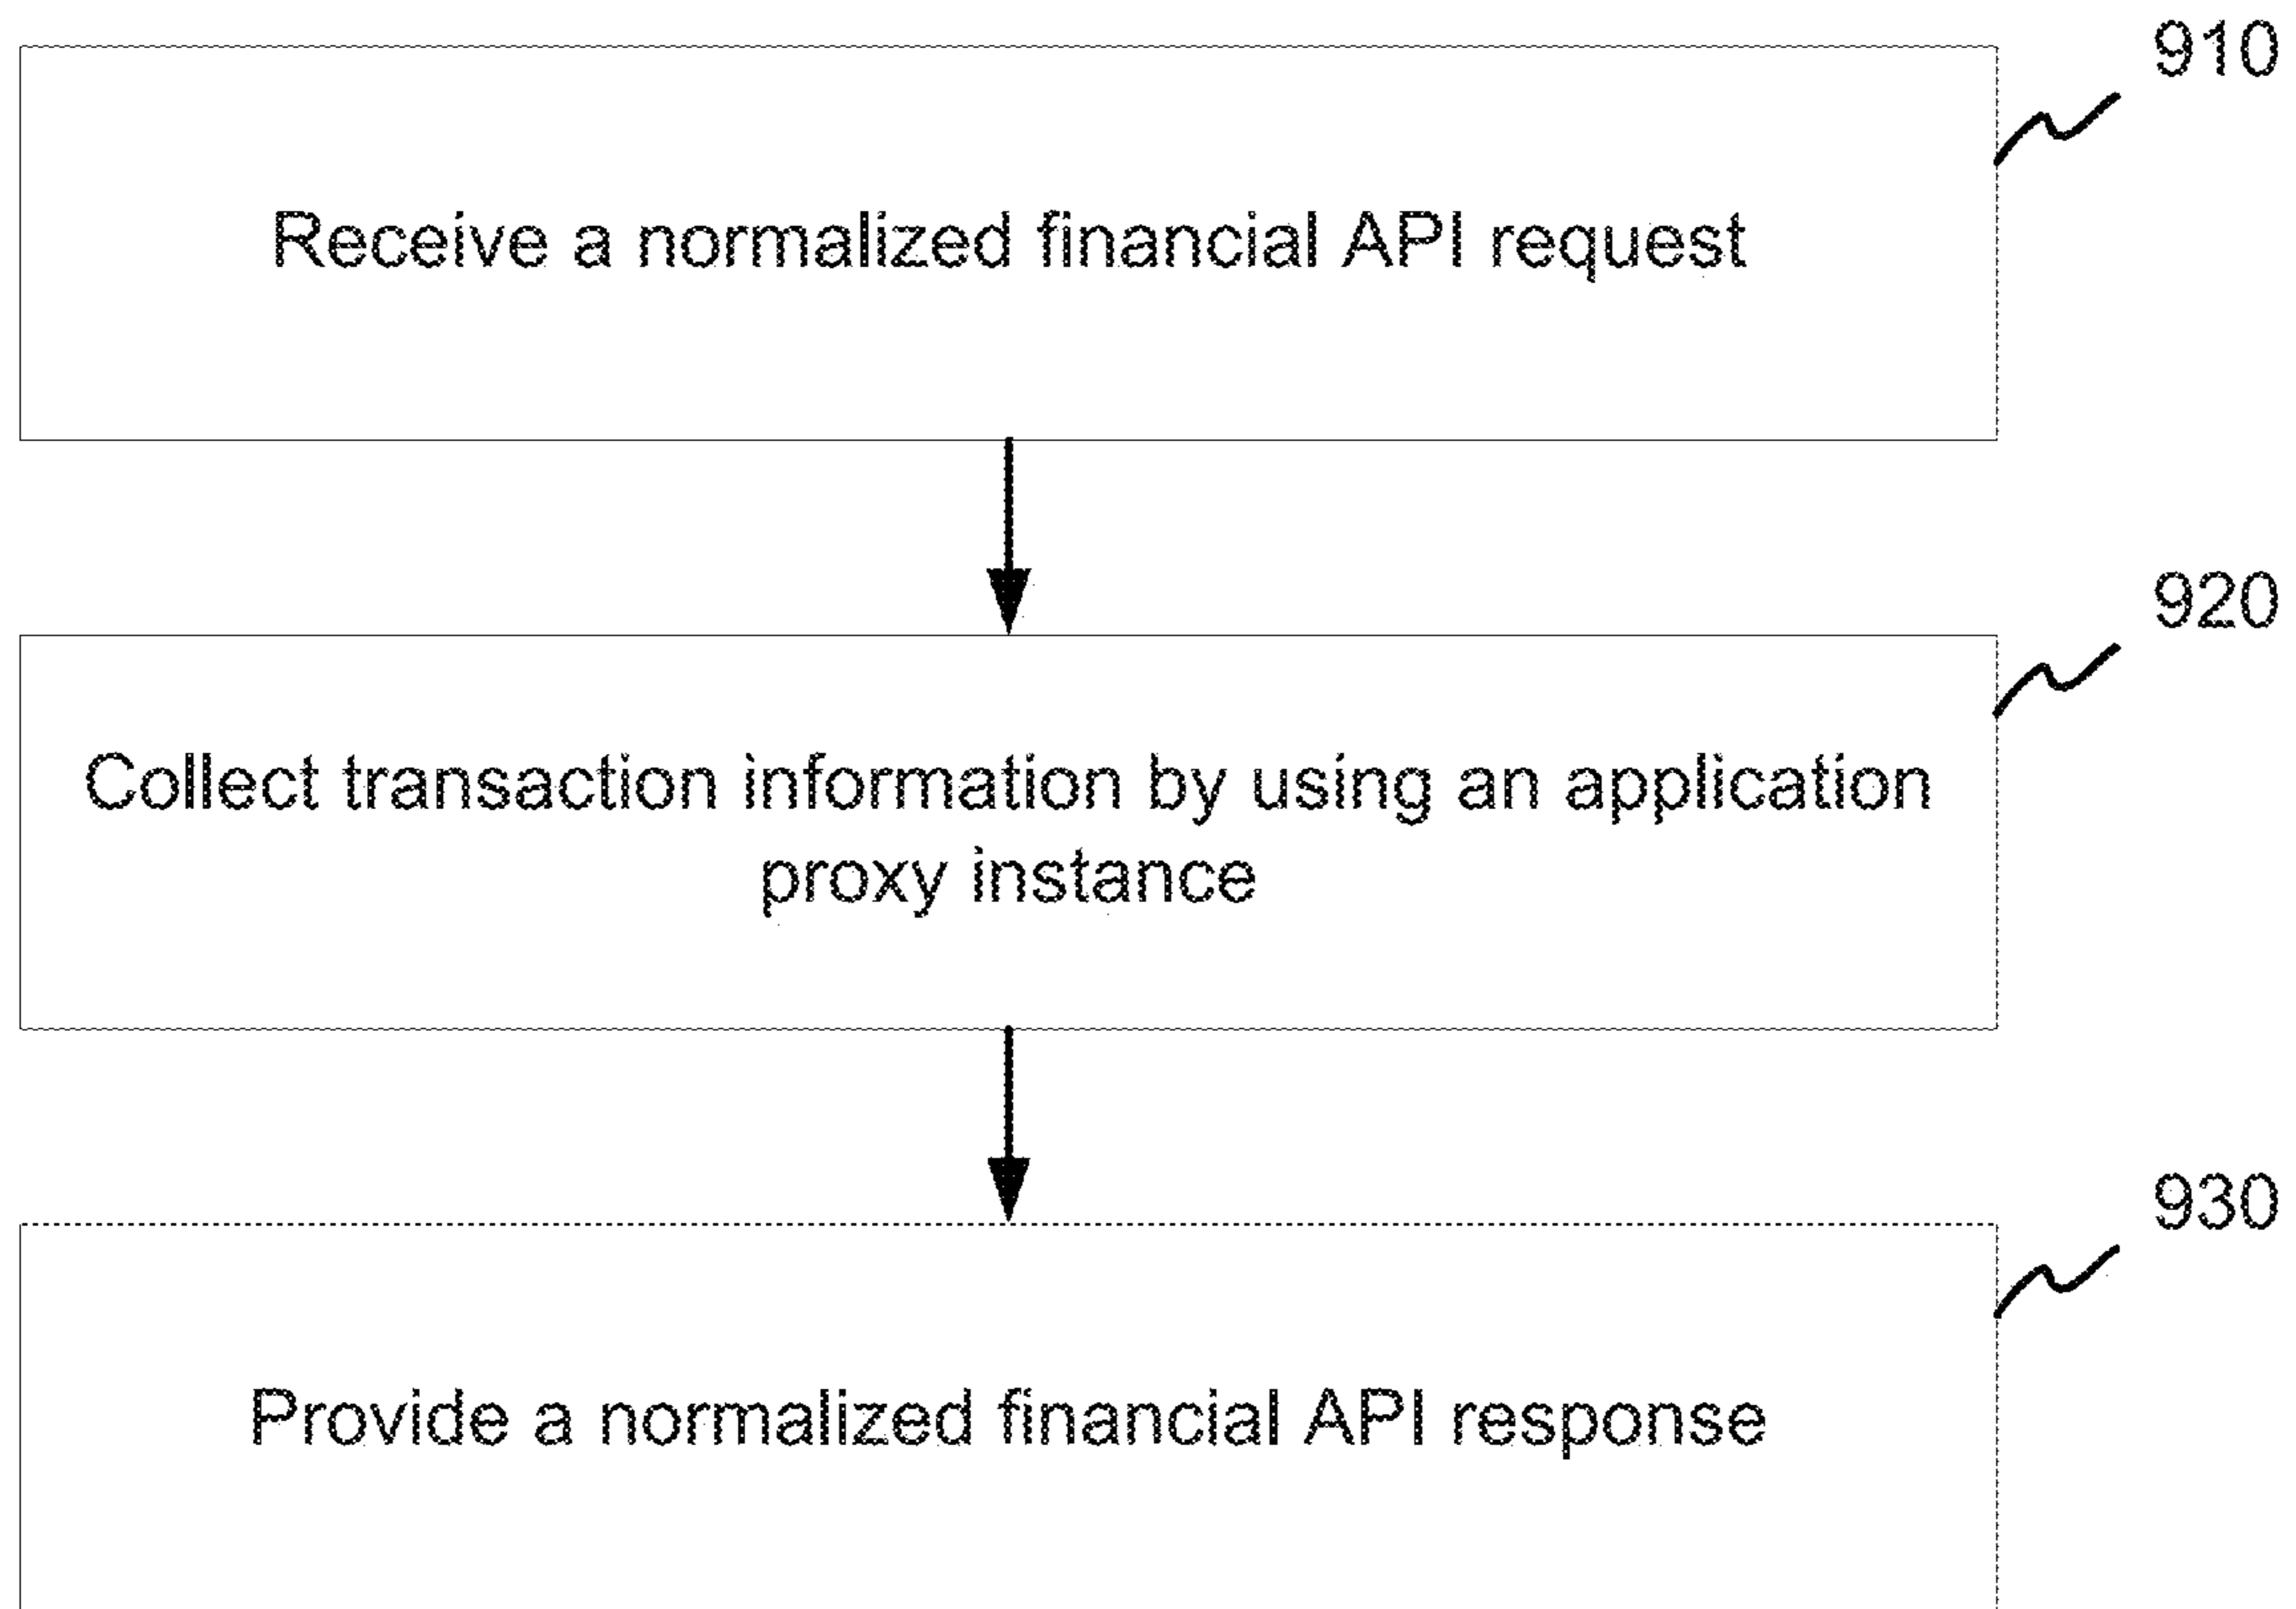 910
Receive a normalized financial API request
920
Collect transaction information by using an application
proxy instance
930
Provide a normalized financial API response